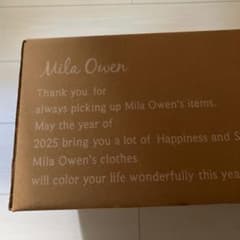 Mila Owen
Thank you for
always picking up Mila Owen's items.
May the year of
2025 bring you a lot of Happiness and S
Mila Owen's clothes
will color your life wonderfully this year